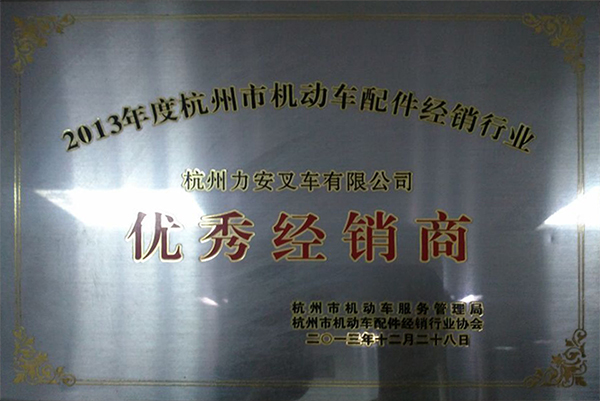 2013年度杭州市机动车配件经销行业
杭州力安叉车有限公司
优秀经销商
杭州市机动车服务管理局
杭州市机动车配件经销行业协会
二〇一三年十二月二十八日